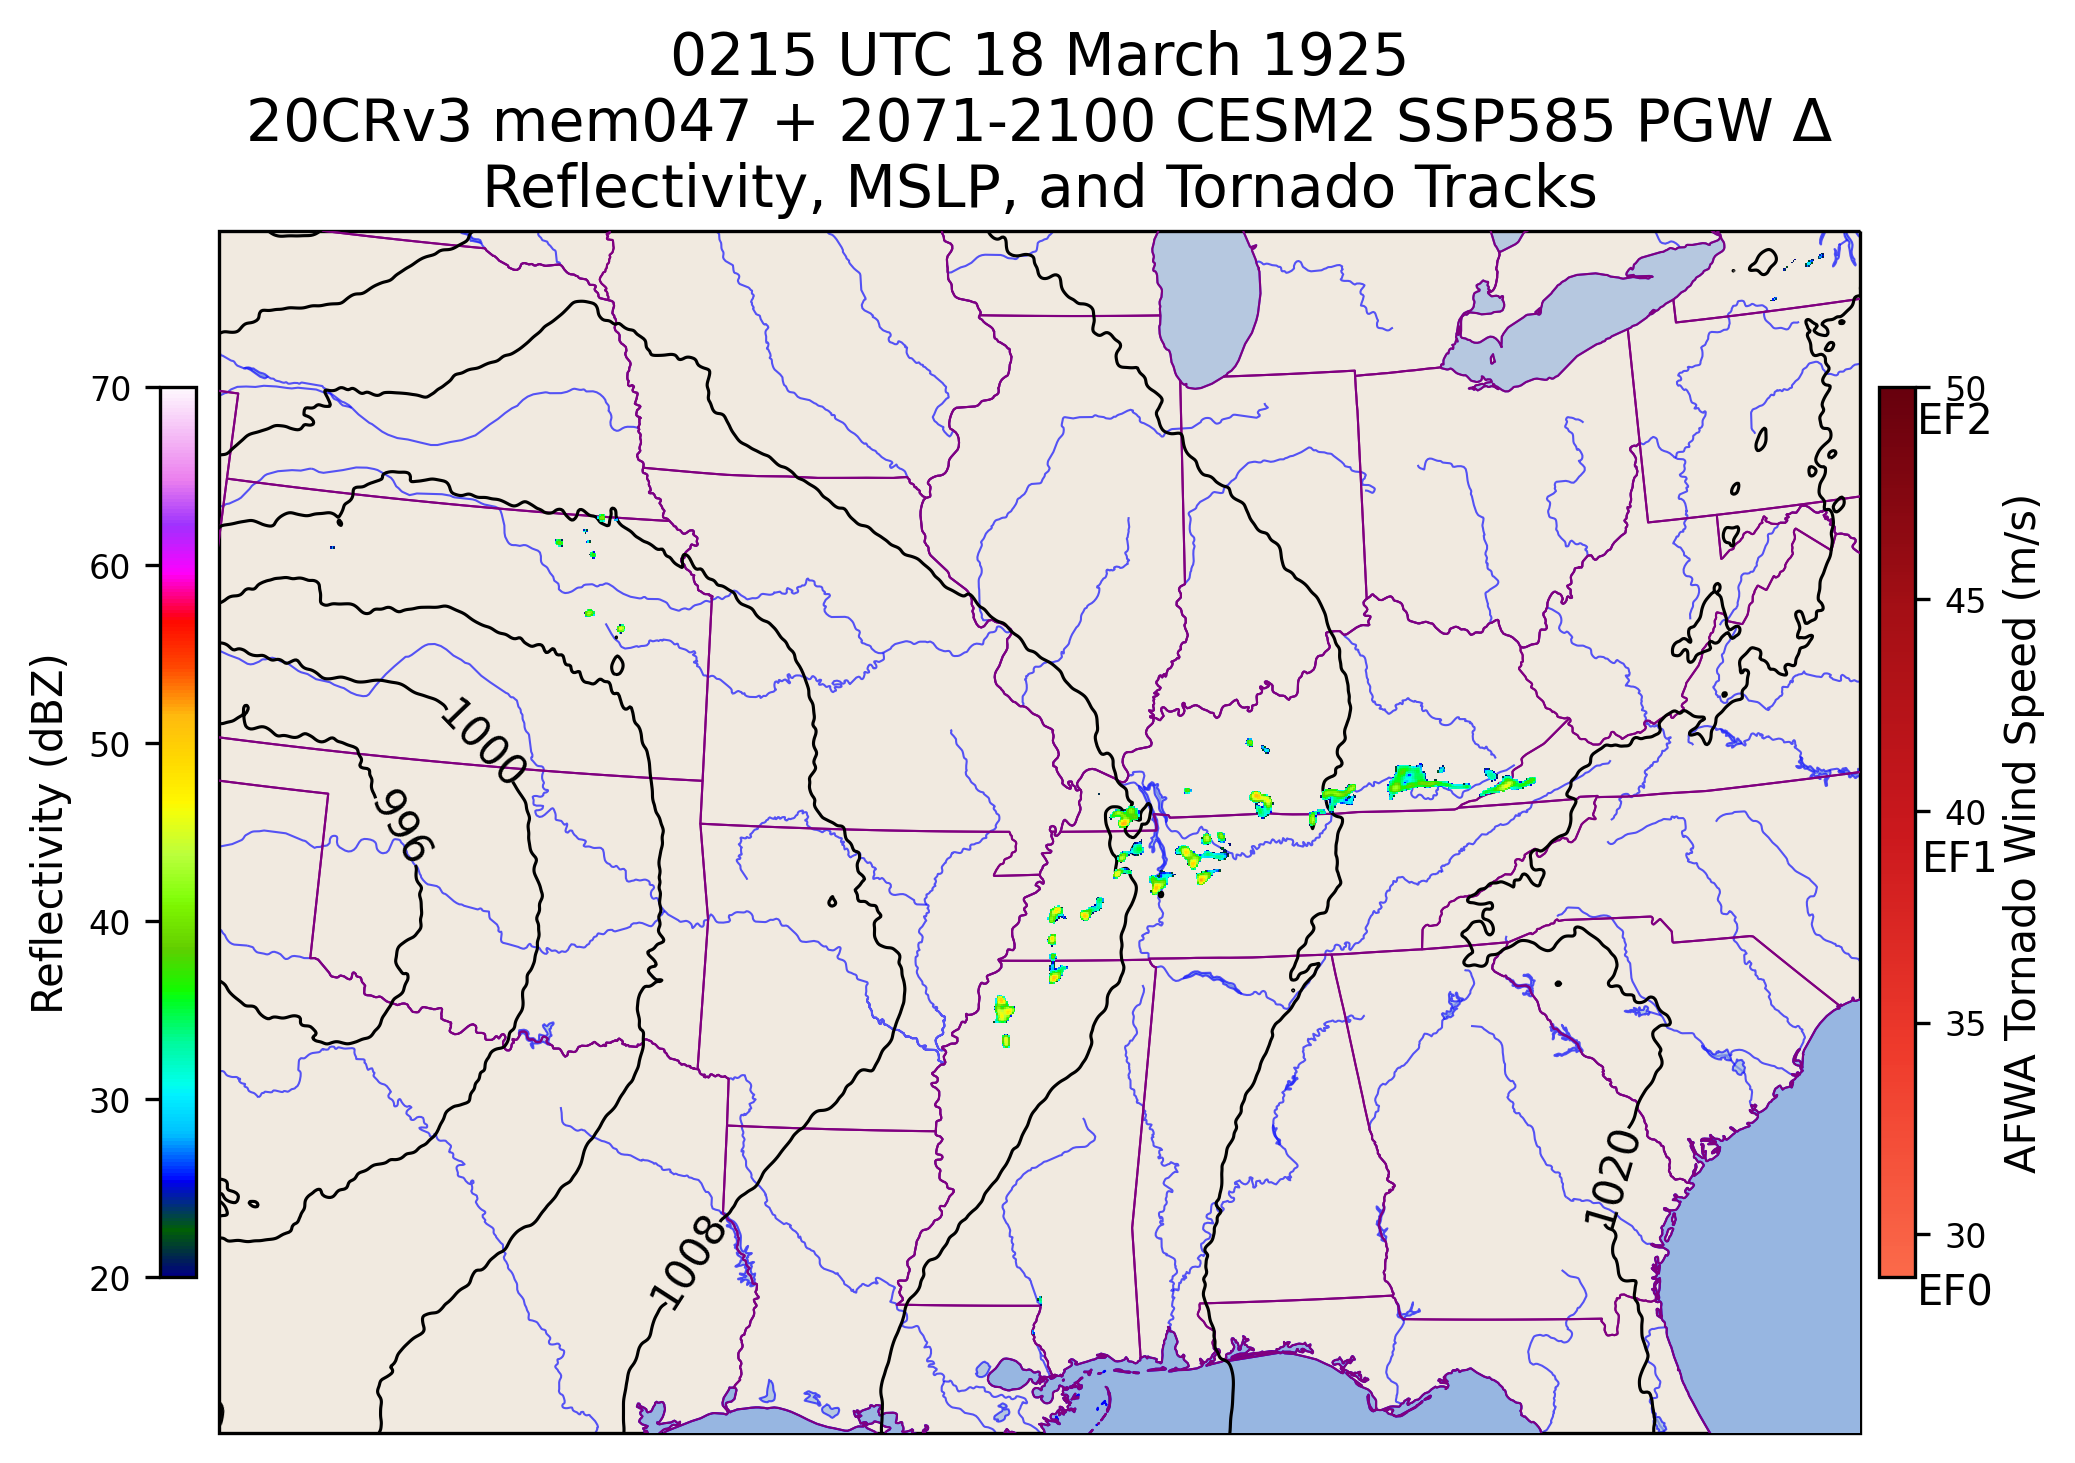 0215 UTC 18 March 1925
20CRv3 mem047 + 2071-2100 CESM2 SSP585 PGW Δ
Reflectivity, MSLP, and Tornado Tracks
70
60
50
40
30
20
Reflectivity (dBZ)
1000
996
1008
1020
50
EF2
45
40
EF1
35
30
EF0
AFWA Tornado Wind Speed (m/s)